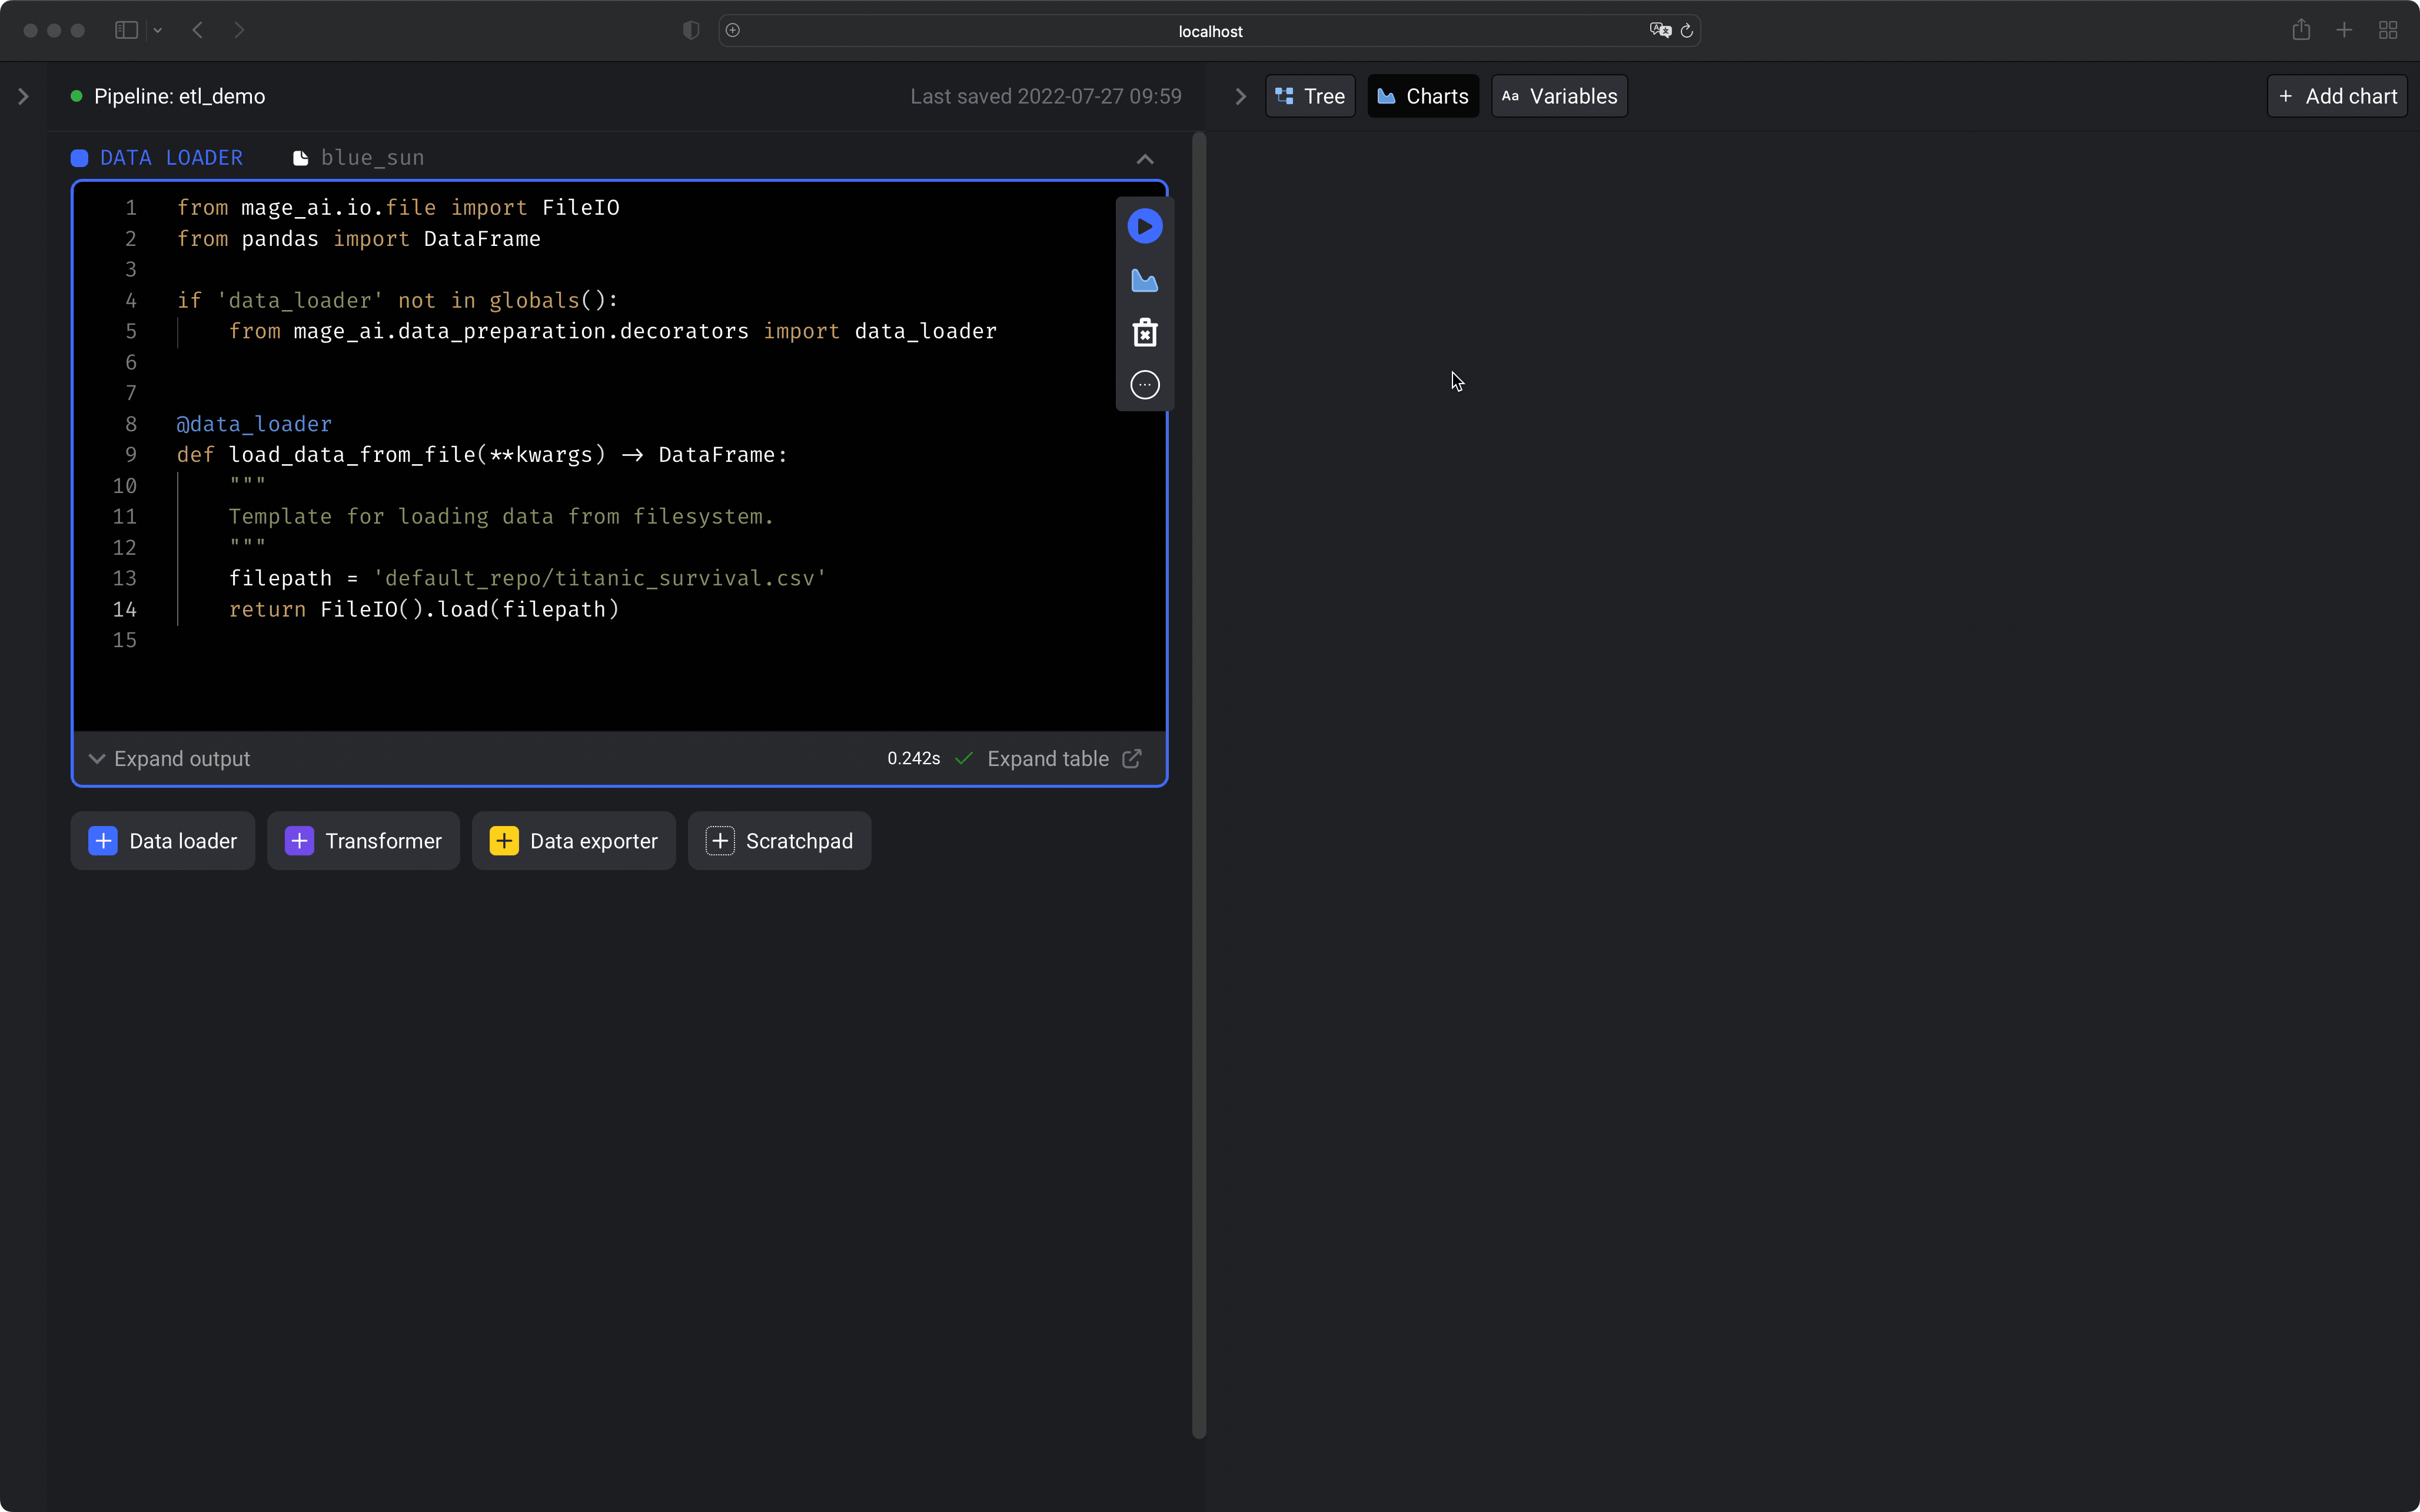 localhost
Pipeline: etl_demo
Last saved 2022-07-27 09:59
Tree
Charts
Aa Variables
+ Add chart
DATA LOADER blue_sun
1 from mage_ai.io.file import FileIO
2 from pandas import DataFrame
3
4 if 'data_loader' not in globals():
5     from mage_ai.data_preparation.decorators import data_loader
6
7
8 @data_loader
9 def load_data_from_file(**kwargs) → DataFrame:
10     """
11     Template for loading data from filesystem.
12     """
13     filepath = 'default_repo/titanic_survival.csv'
14     return FileIO().load(filepath)
15
Expand output
0.242s
Expand table
+ Data loader
+ Transformer
+ Data exporter
+ Scratchpad